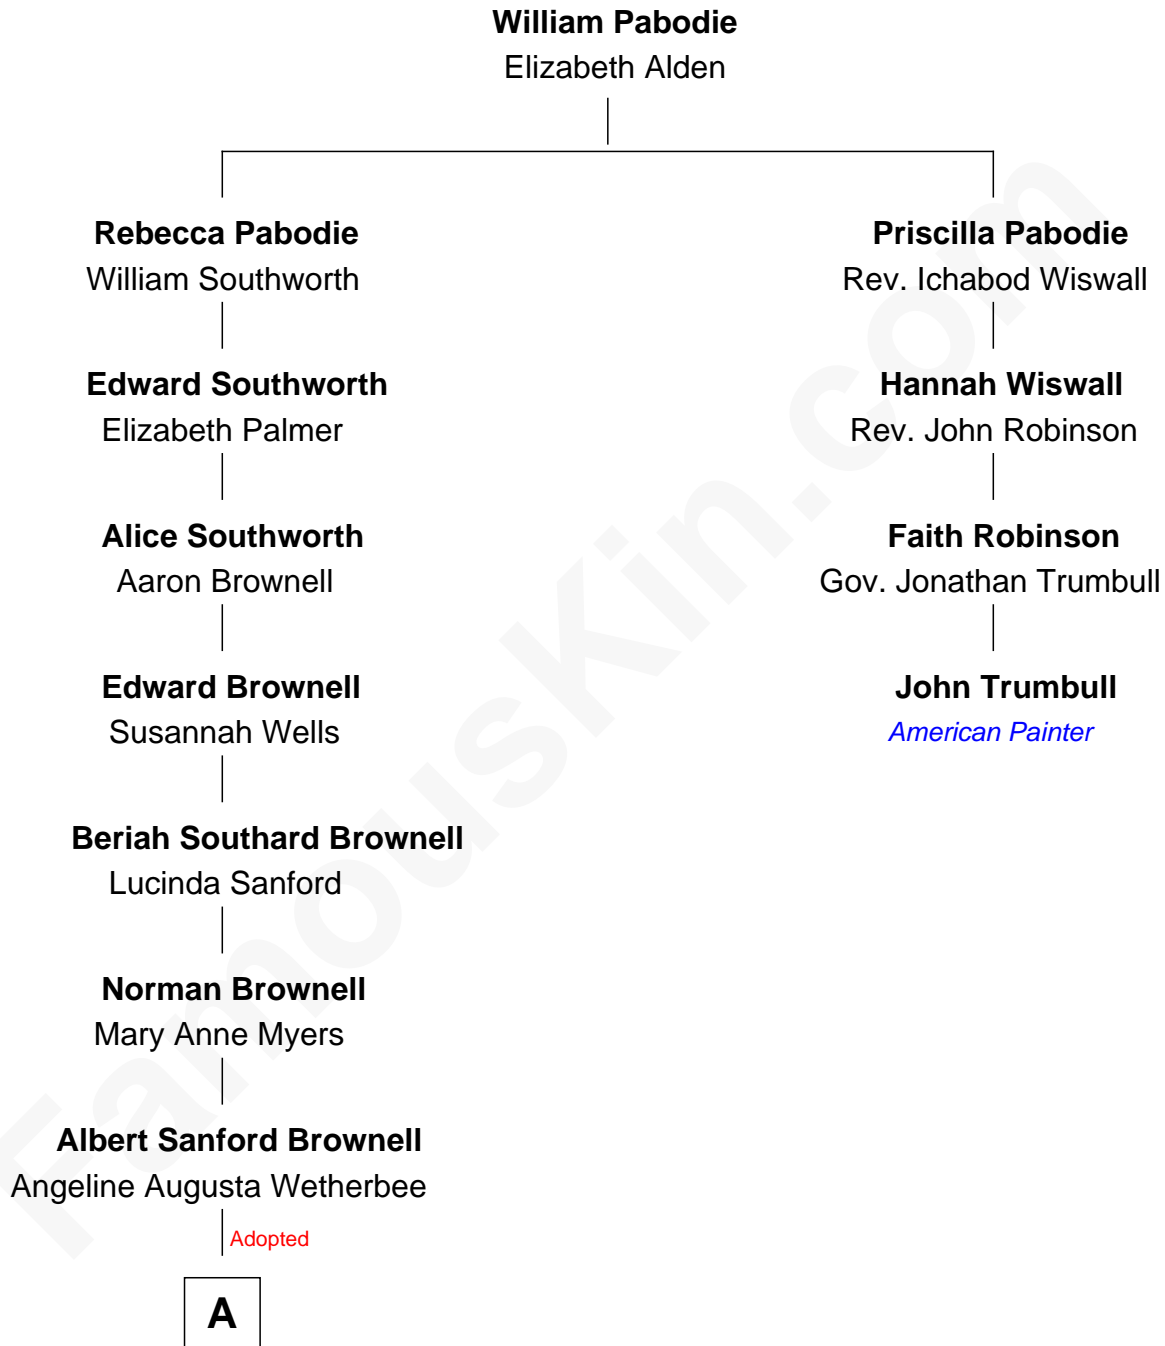 William Pabodie
Elizabeth Alden
Rebecca Pabodie
William Southworth
Priscilla Pabodie
Rev. Ichabod Wiswall
Edward Southworth
Elizabeth Palmer
Hannah Wiswall
Rev. John Robinson
Alice Southworth
Aaron Brownell
Faith Robinson
Gov. Jonathan Trumbull
Edward Brownell
Susannah Wells
John Trumbull
American Painter
Beriah Southard Brownell
Lucinda Sanford
Norman Brownell
Mary Anne Myers
Albert Sanford Brownell
Angeline Augusta Wetherbee
Adopted
A
FamousKin.com